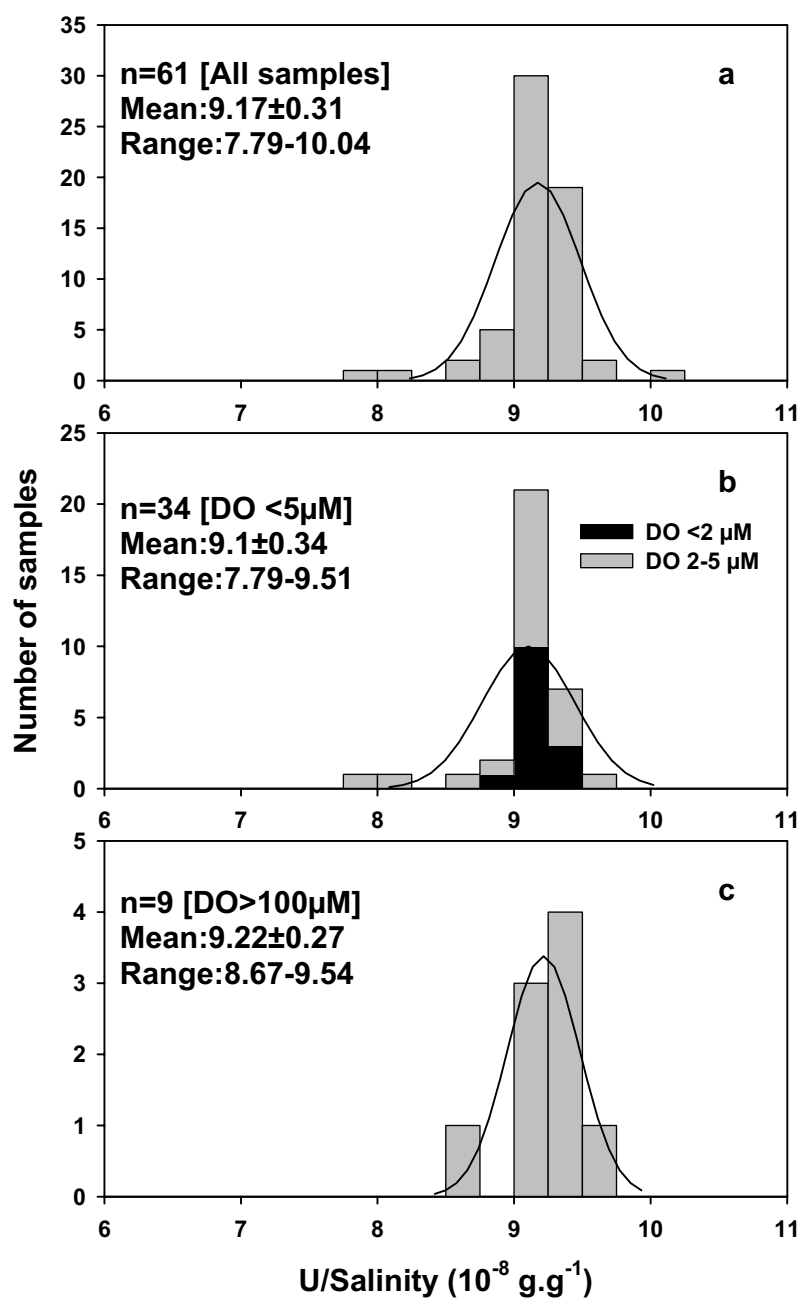 35
30
25
20
15
10
5
0
n=61 [All samples]
Mean:9.17±0.31
Range:7.79-10.04
a
6 7 8 9 10 11
25
20
15
10
5
0
n=34 [DO <5µM]
Mean:9.1±0.34
Range:7.79-9.51
b
DO <2 µM
DO 2-5 µM
Number of samples
6 7 8 9 10 11
5
4
3
2
1
0
n=9 [DO>100µM]
Mean:9.22±0.27
Range:8.67-9.54
c
6 7 8 9 10 11
U/Salinity (10⁻⁸ g.g⁻¹)